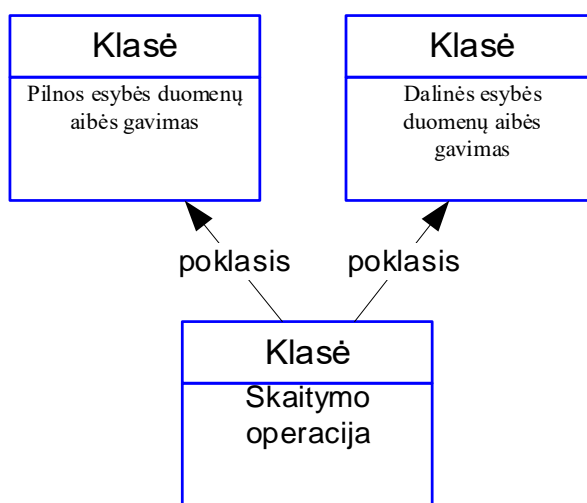 Klasė
Pilnos esybės duomenų
aibės gavimas
Klasė
Dalinės esybės
duomenų aibės
gavimas
poklasis
poklasis
Klasė
Skaitymo
operacija